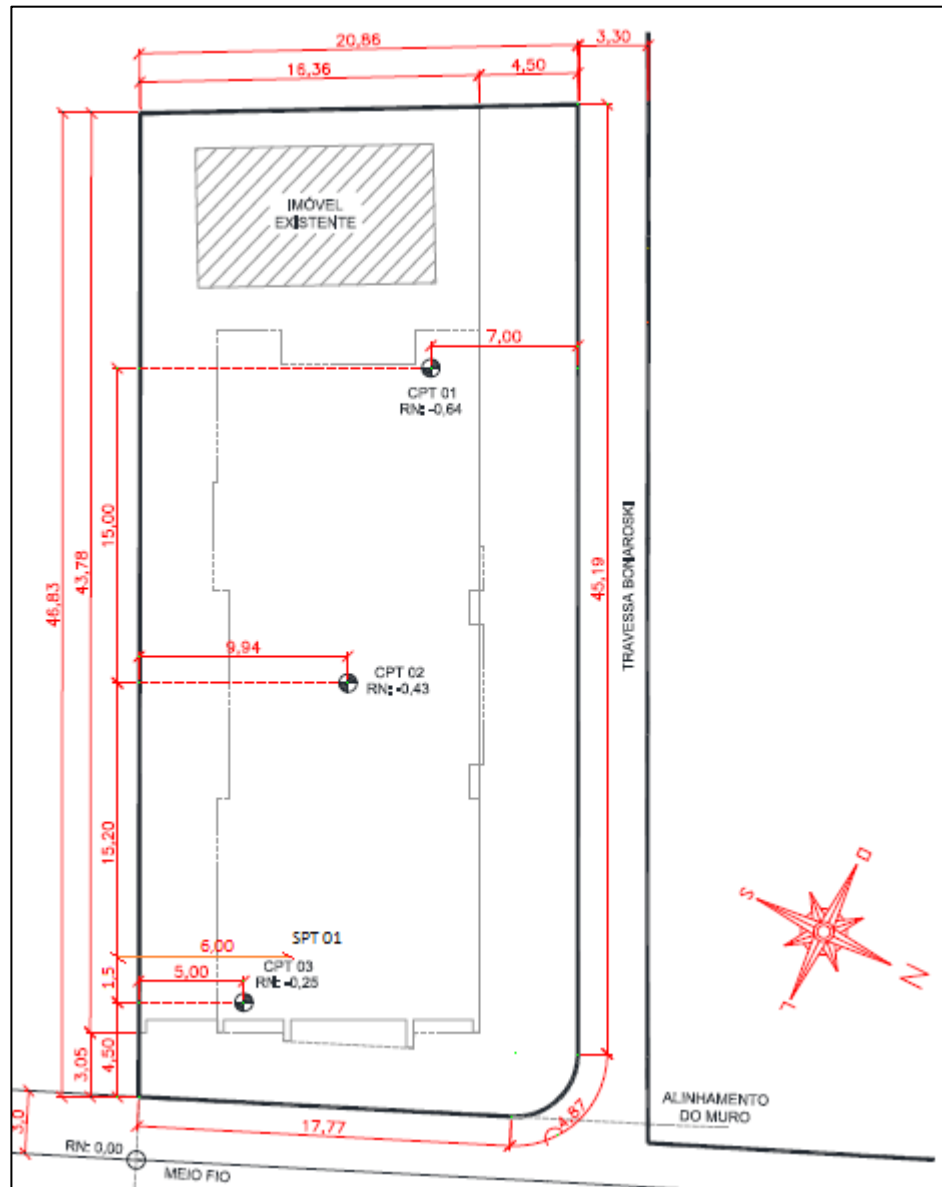 20,86
3,30
16,36
4,50
IMÓVEL
EXISTENTE
7,00
CPT 01
RN: -0,64
15,00
43,78
46,83
45,19
TRAVESSA BONAROSKI
9,94
CPT 02
RN: -0,43
15,20
O
S
N
L
SPT 01
6,00
CPT 03
RN: -0,25
5,00
1,5
4,50
3,05
3,0
17,77
4,87
ALINHAMENTO
DO MURO
RN: 0,00
MEIO FIO